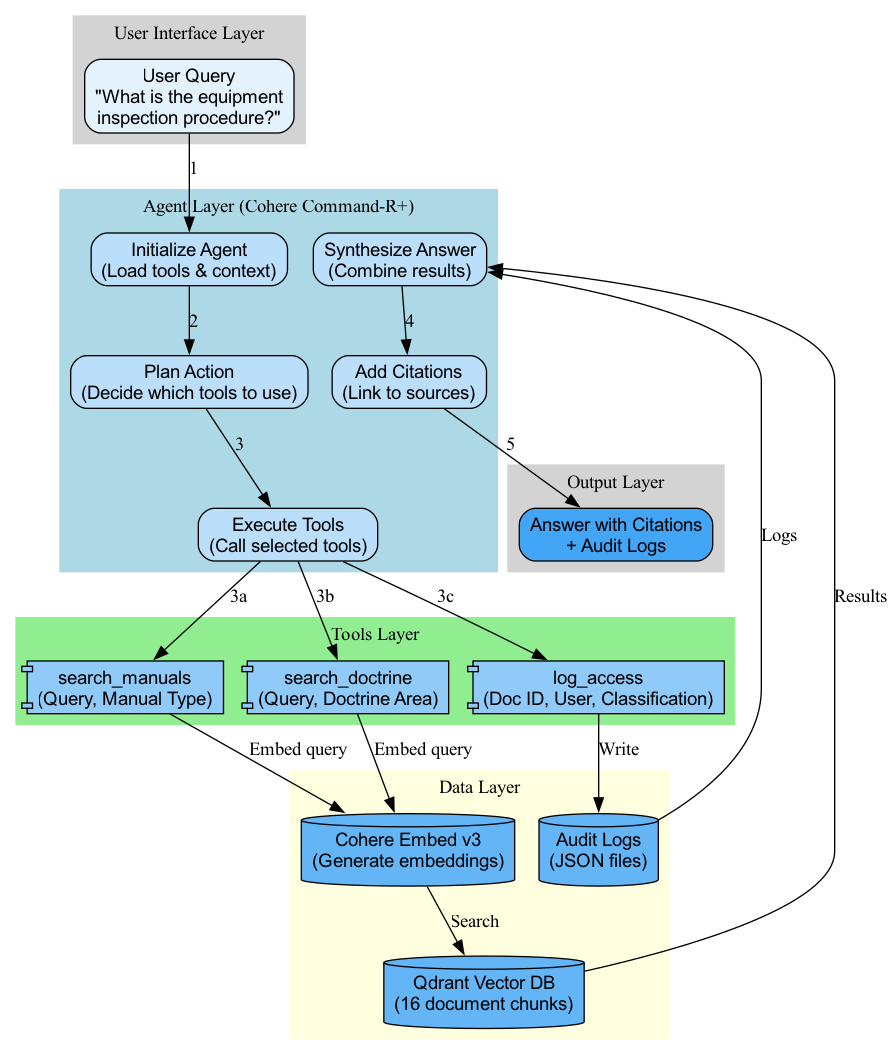 User Interface Layer
User Query
"What is the equipment
inspection procedure?"
1
Agent Layer (Cohere Command-R+)
Initialize Agent
(Load tools & context)
Synthesize Answer
(Combine results)
2
4
Plan Action
(Decide which tools to use)
Add Citations
(Link to sources)
3
5
Output Layer
Answer with Citations
+ Audit Logs
Execute Tools
(Call selected tools)
Logs
Results
3a
3b
3c
Tools Layer
search_manuals
(Query, Manual Type)
search_doctrine
(Query, Doctrine Area)
log_access
(Doc ID, User, Classification)
Embed query
Embed query
Write
Data Layer
Cohere Embed v3
(Generate embeddings)
Audit Logs
(JSON files)
Search
Qdrant Vector DB
(16 document chunks)